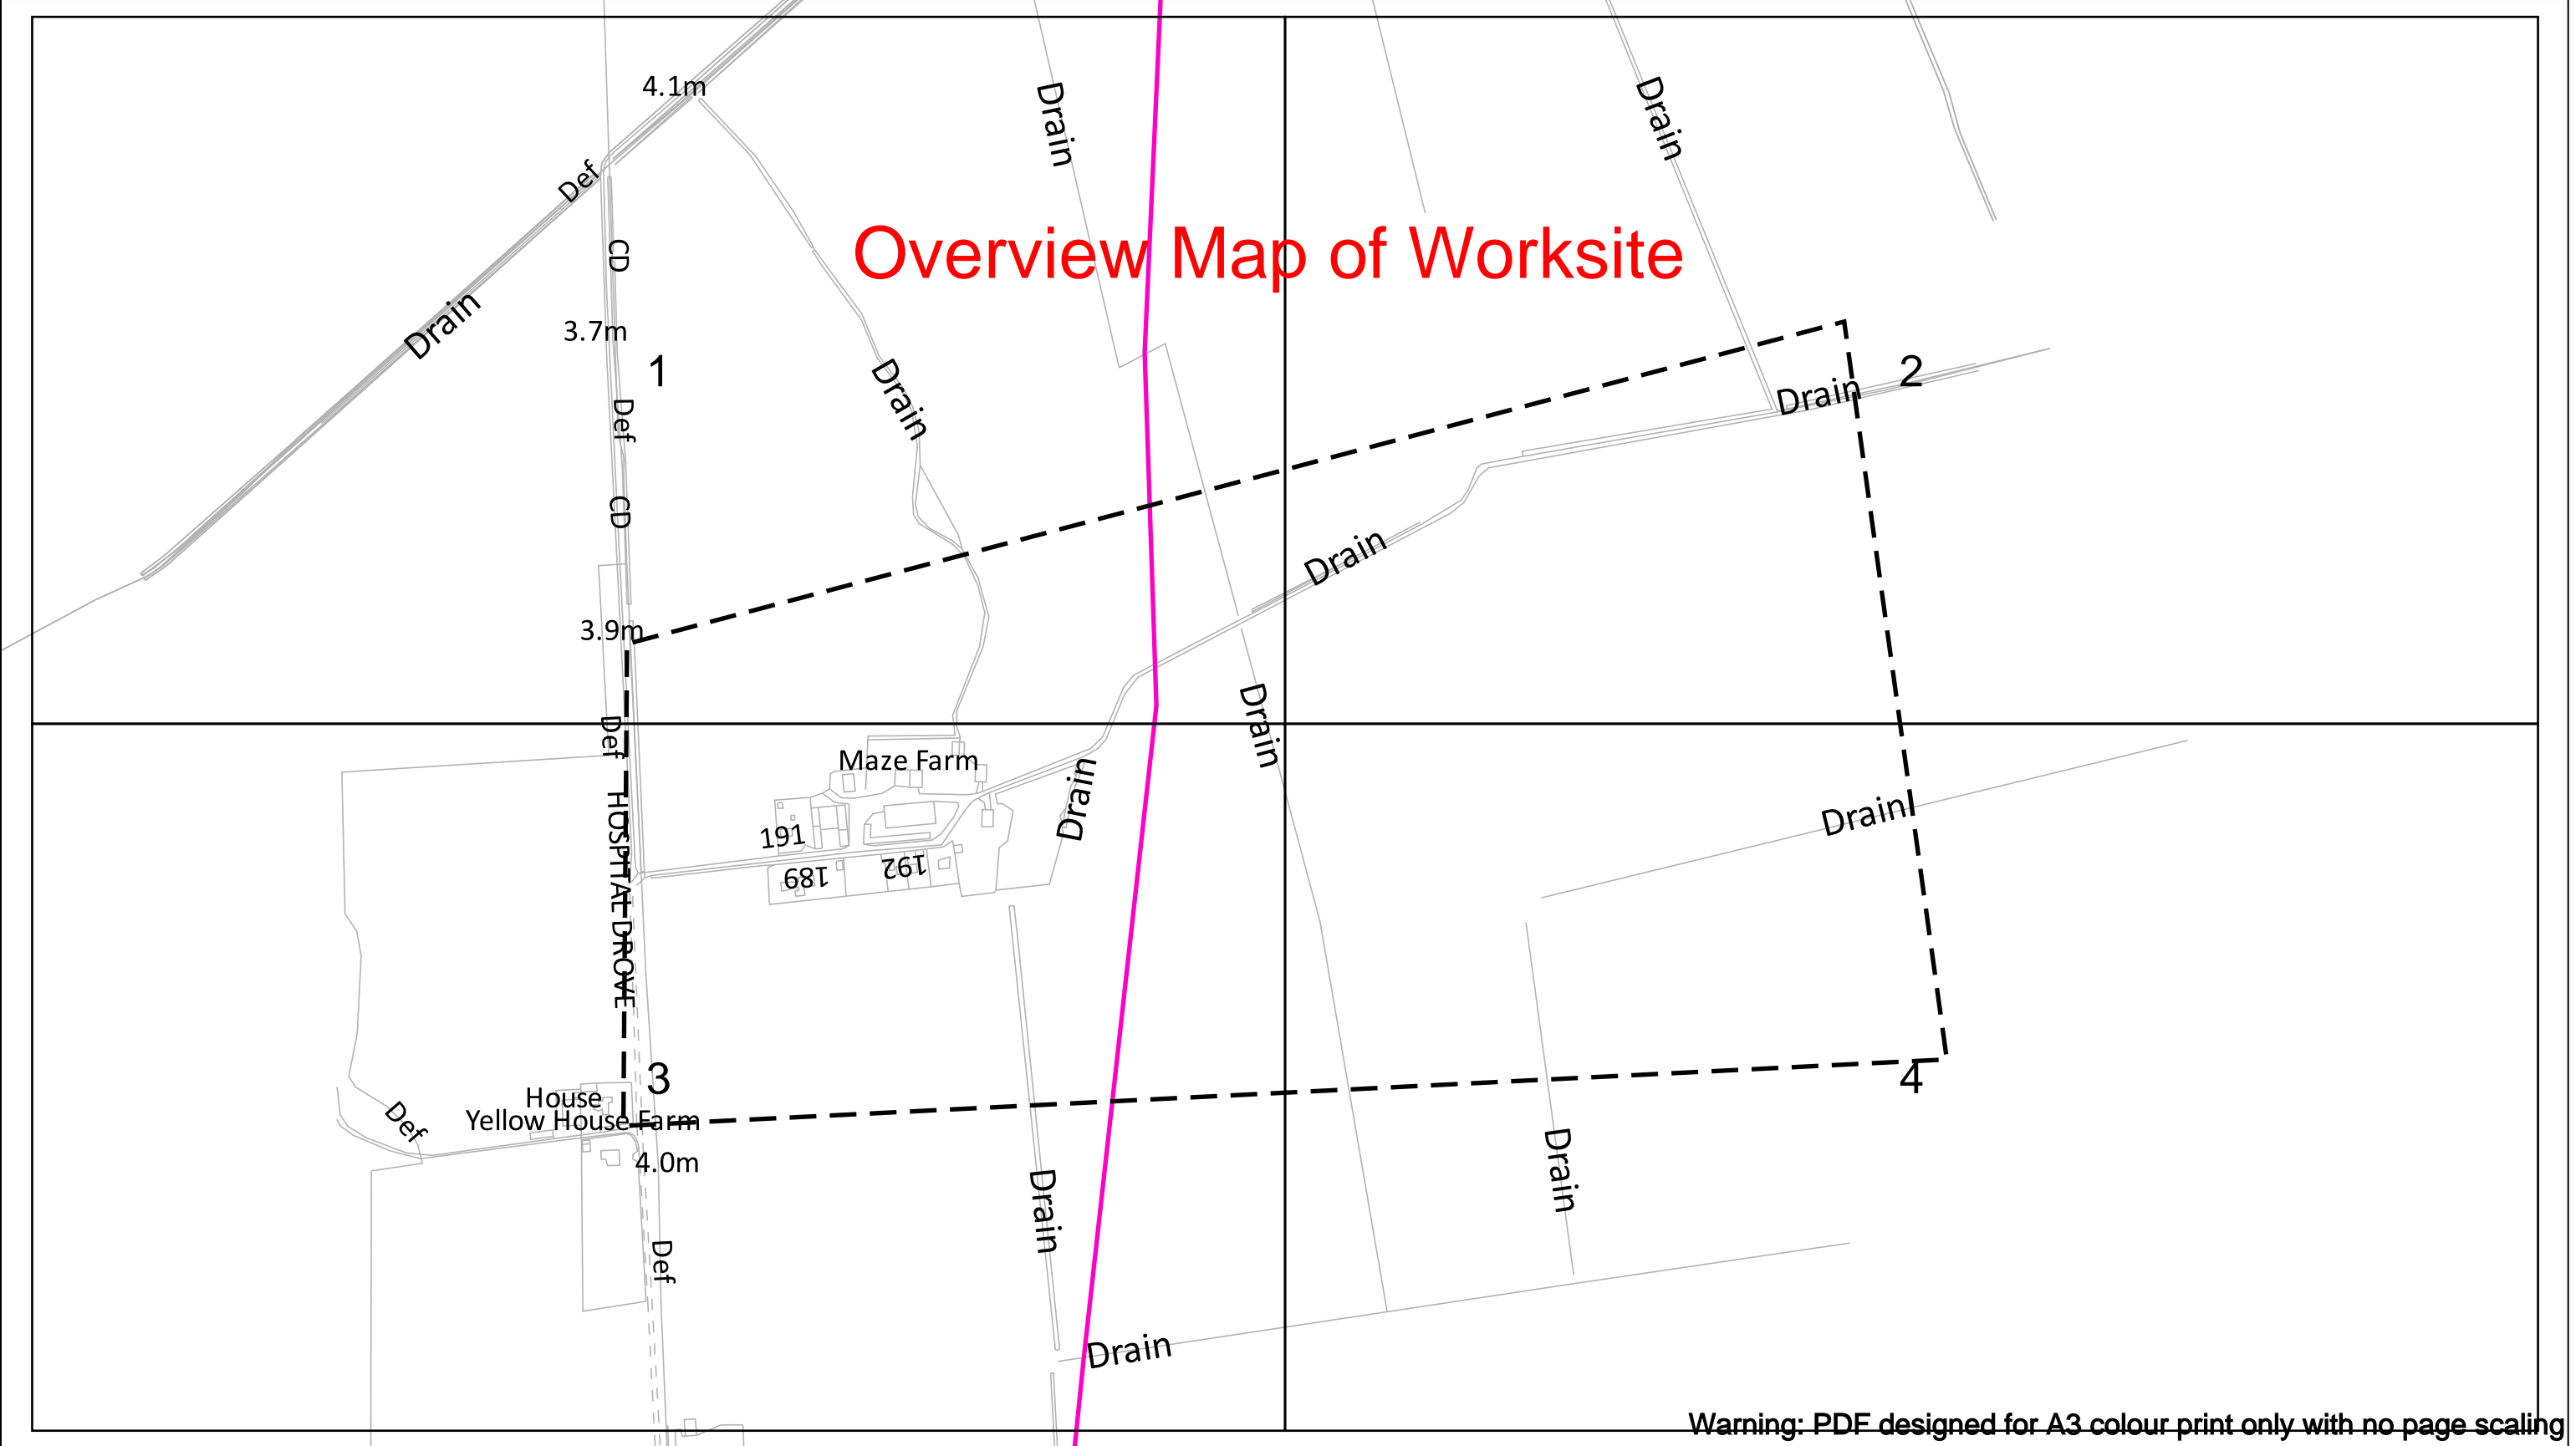 4.1m
Drain
Drain
Def
CD
Overview Map of Worksite
Drain
3.7m
1
Drain
2
Drain
Def
CD
Drain
3.9m
Def
Drain
Maze Farm
HOSPITAL DROVE
Drain
Drain
191
189
192
3
4
House
Yellow House Farm
Def
4.0m
Drain
Drain
Def
Drain
Warning: PDF designed for A3 colour print only with no page scaling